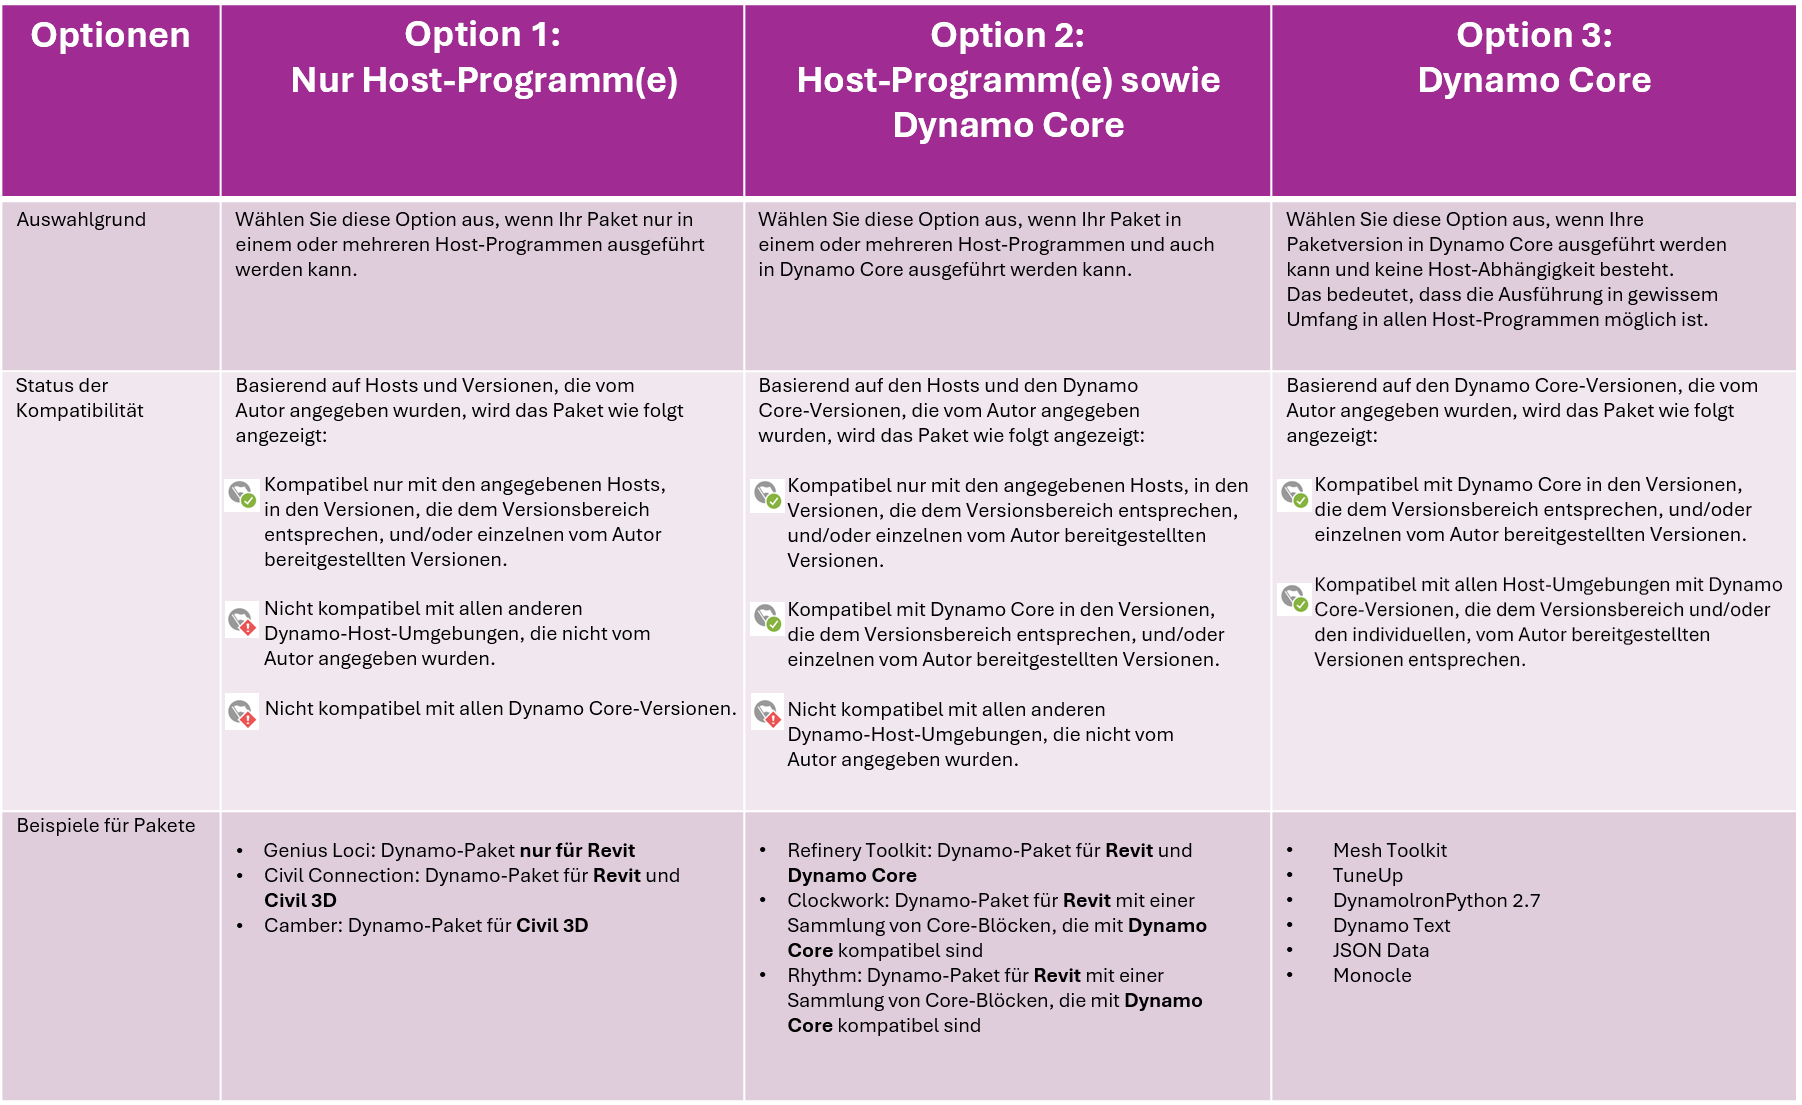 Optionen
Option 1:
Nur Host-Programm(e)
Option 2:
Host-Programm(e) sowie
Dynamo Core
Option 3:
Dynamo Core
Auswahlgrund
Wählen Sie diese Option aus, wenn Ihr Paket nur in
einem oder mehreren Host-Programmen ausgeführt
werden kann.
Wählen Sie diese Option aus, wenn Ihr Paket in
einem oder mehreren Host-Programmen und auch
in Dynamo Core ausgeführt werden kann.
Wählen Sie diese Option aus, wenn Ihre
Paketversion in Dynamo Core ausgeführt werden
kann und keine Host-Abhängigkeit besteht.
Das bedeutet, dass die Ausführung in gewissem
Umfang in allen Host-Programmen möglich ist.
Status der
Kompatibilität
Basierend auf Hosts und Versionen, die vom
Autor angegeben wurden, wird das Paket wie folgt
angezeigt:
Kompatibel nur mit den angegebenen Hosts,
in den Versionen, die dem Versionsbereich
entsprechen, und/oder einzelnen vom Autor
bereitgestellten Versionen.
Nicht kompatibel mit allen anderen
Dynamo-Host-Umgebungen, die nicht vom
Autor angegeben wurden.
Nicht kompatibel mit allen Dynamo Core-Versionen.
Basierend auf den Hosts und den Dynamo
Core-Versionen, die vom Autor angegeben
wurden, wird das Paket wie folgt angezeigt:
Kompatibel nur mit den angegebenen Hosts, in den
Versionen, die dem Versionsbereich entsprechen,
und/oder einzelnen vom Autor bereitgestellten
Versionen.
Kompatibel mit Dynamo Core in den Versionen,
die dem Versionsbereich entsprechen, und/oder
einzelnen vom Autor bereitgestellten Versionen.
Nicht kompatibel mit allen anderen
Dynamo-Host-Umgebungen, die nicht vom
Autor angegeben wurden.
Basierend auf den Dynamo Core-Versionen, die vom
Autor angegeben wurden, wird das Paket wie folgt
angezeigt:
Kompatibel mit Dynamo Core in den Versionen,
die dem Versionsbereich entsprechen, und/oder
einzelnen vom Autor bereitgestellten Versionen.
Kompatibel mit allen Host-Umgebungen mit Dynamo
Core-Versionen, die dem Versionsbereich und/oder
den individuellen, vom Autor bereitgestellten
Versionen entsprechen.
Beispiele für Pakete
• Genius Loci: Dynamo-Paket nur für Revit
• Civil Connection: Dynamo-Paket für Revit und
Civil 3D
• Camber: Dynamo-Paket für Civil 3D
• Refinery Toolkit: Dynamo-Paket für Revit und
Dynamo Core
• Clockwork: Dynamo-Paket für Revit mit einer
Sammlung von Core-Blöcken, die mit Dynamo
Core kompatibel sind
• Rhythm: Dynamo-Paket für Revit mit einer
Sammlung von Core-Blöcken, die mit Dynamo
Core kompatibel sind
• Mesh Toolkit
• TuneUp
• DynamoIronPython 2.7
• Dynamo Text
• JSON Data
• Monocle